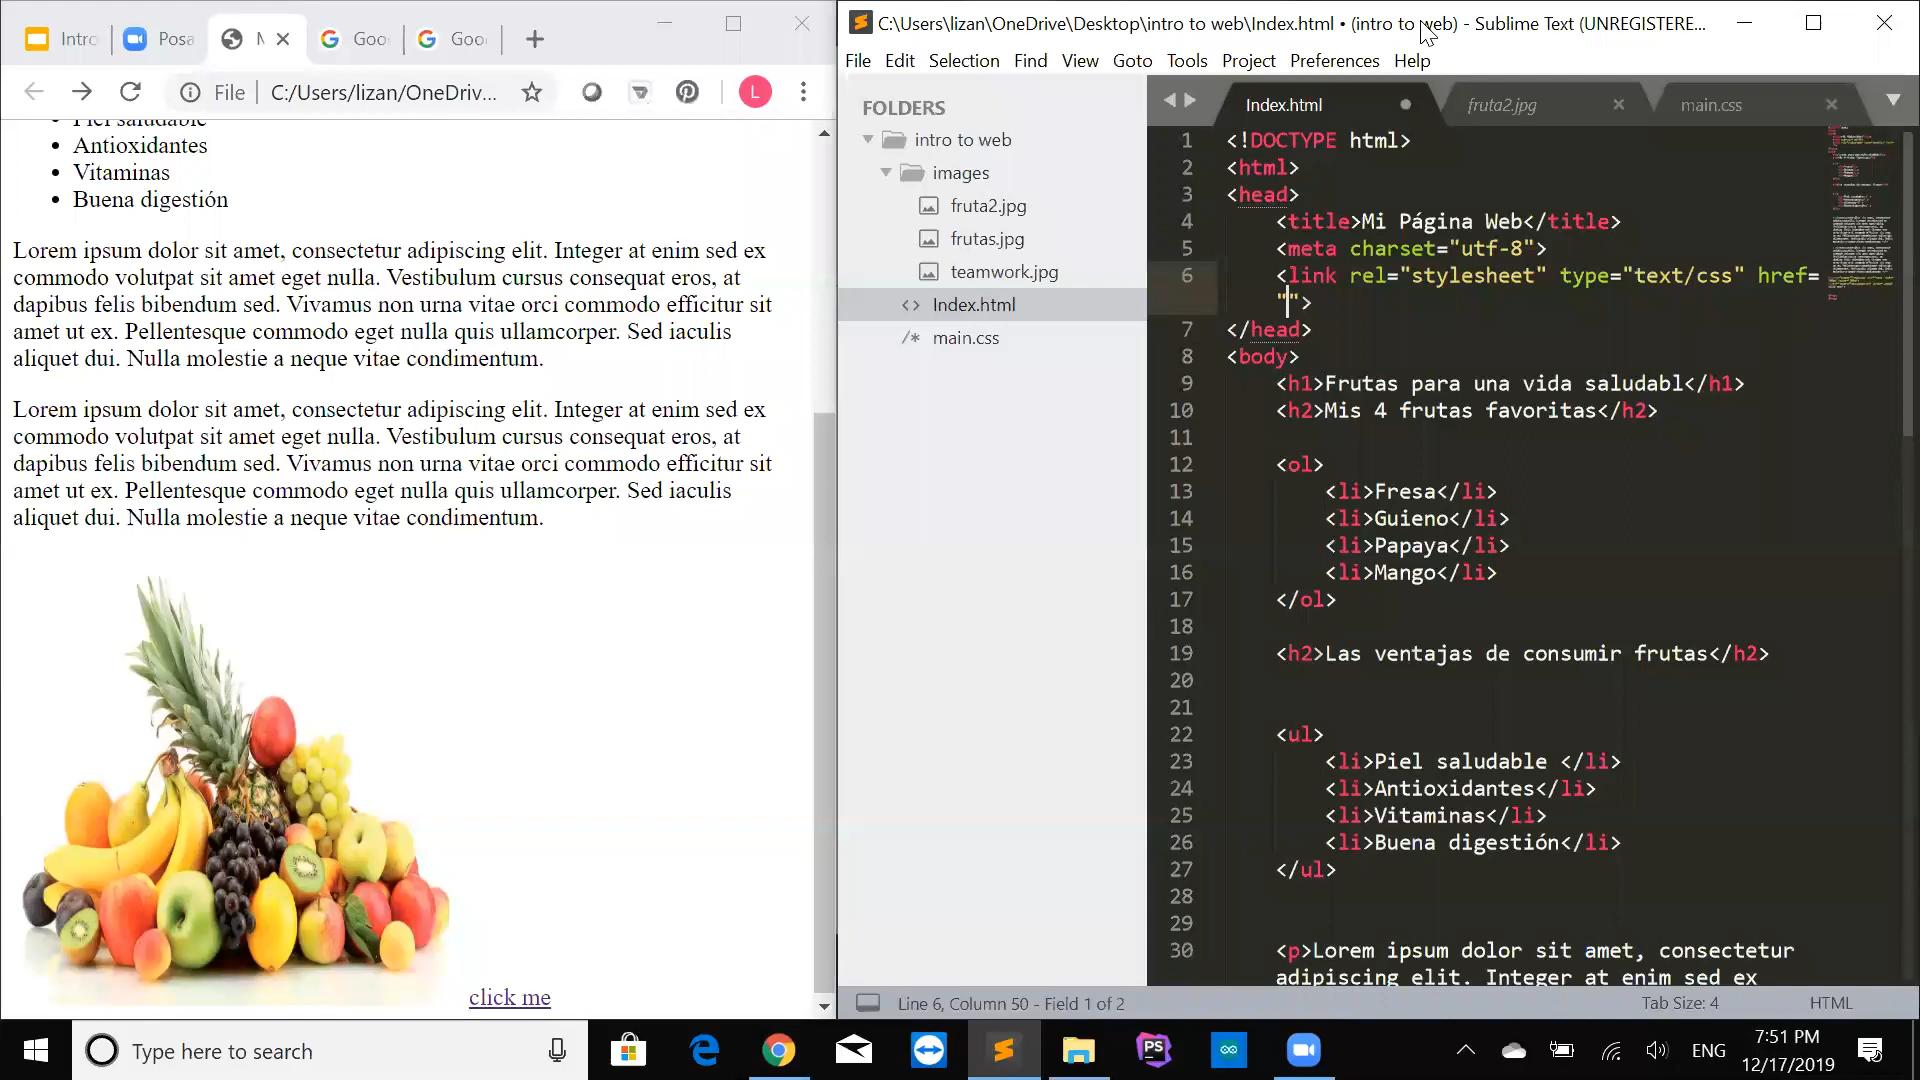 Intro
Posa
M
Goo
Goo
File C:/Users/lizan/OneDriv...
L
Piel saludable
Antioxidantes
Vitaminas
Buena digestión
Lorem ipsum dolor sit amet, consectetur adipiscing elit. Integer at enim sed ex
commodo volutpat sit amet eget nulla. Vestibulum cursus consequat eros, at
dapibus felis bibendum sed. Vivamus non urna vitae orci commodo efficitur sit
amet ut ex. Pellentesque commodo eget nulla quis ullamcorper. Sed iaculis
aliquet dui. Nulla molestie a neque vitae condimentum.
Lorem ipsum dolor sit amet, consectetur adipiscing elit. Integer at enim sed ex
commodo volutpat sit amet eget nulla. Vestibulum cursus consequat eros, at
dapibus felis bibendum sed. Vivamus non urna vitae orci commodo efficitur sit
amet ut ex. Pellentesque commodo eget nulla quis ullamcorper. Sed iaculis
aliquet dui. Nulla molestie a neque vitae condimentum.
click me
C:\Users\lizan\OneDrive\Desktop\intro to web\Index.html • (intro to web) - Sublime Text (UNREGISTERE...
File Edit Selection Find View Goto Tools Project Preferences Help
FOLDERS
intro to web
images
fruta2.jpg
frutas.jpg
teamwork.jpg
<> Index.html
/* main.css
Index.html
fruta2.jpg
main.css
1 <!DOCTYPE html>
2 <html>
3 <head>
4 <title>Mi Página Web</title>
5 <meta charset="utf-8">
6 <link rel="stylesheet" type="text/css" href=
"">
7 </head>
8 <body>
9 <h1>Frutas para una vida saludabl</h1>
10 <h2>Mis 4 frutas favoritas</h2>
11
12 <ol>
13 <li>Fresa</li>
14 <li>Guieno</li>
15 <li>Papaya</li>
16 <li>Mango</li>
17 </ol>
18
19 <h2>Las ventajas de consumir frutas</h2>
20
21
22 <ul>
23 <li>Piel saludable </li>
24 <li>Antioxidantes</li>
25 <li>Vitaminas</li>
26 <li>Buena digestión</li>
27 </ul>
28
29
30 <p>Lorem ipsum dolor sit amet, consectetur
adipiscing elit. Integer at enim sed ex
Line 6, Column 50 - Field 1 of 2
Tab Size: 4
HTML
Type here to search
PS
ENG
7:51 PM
12/17/2019